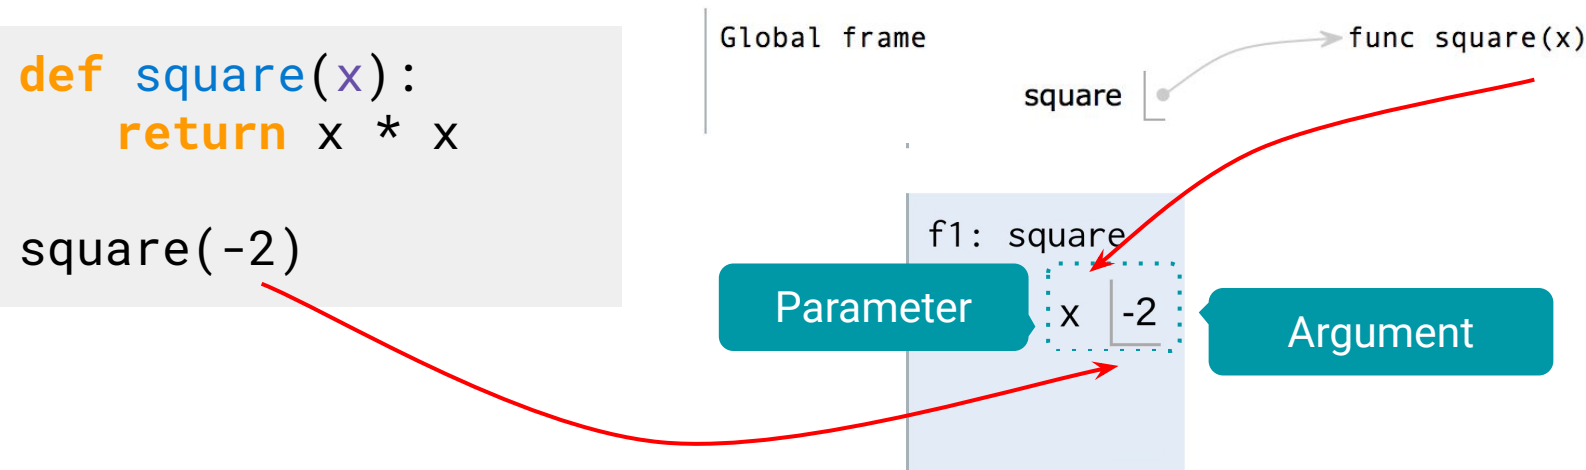 def square(x):
    return x * x
square(-2)
Global frame
func square(x)
square
f1: square
Parameter
x -2
Argument